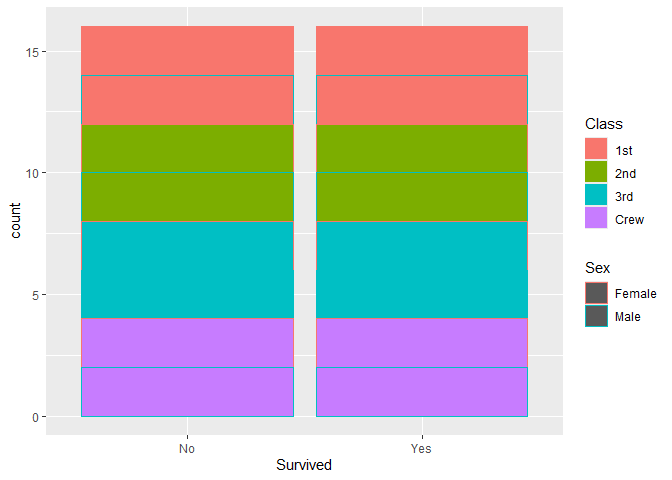 15
10
5
0
count
No
Yes
Survived
Class
1st
2nd
3rd
Crew
Sex
Female
Male